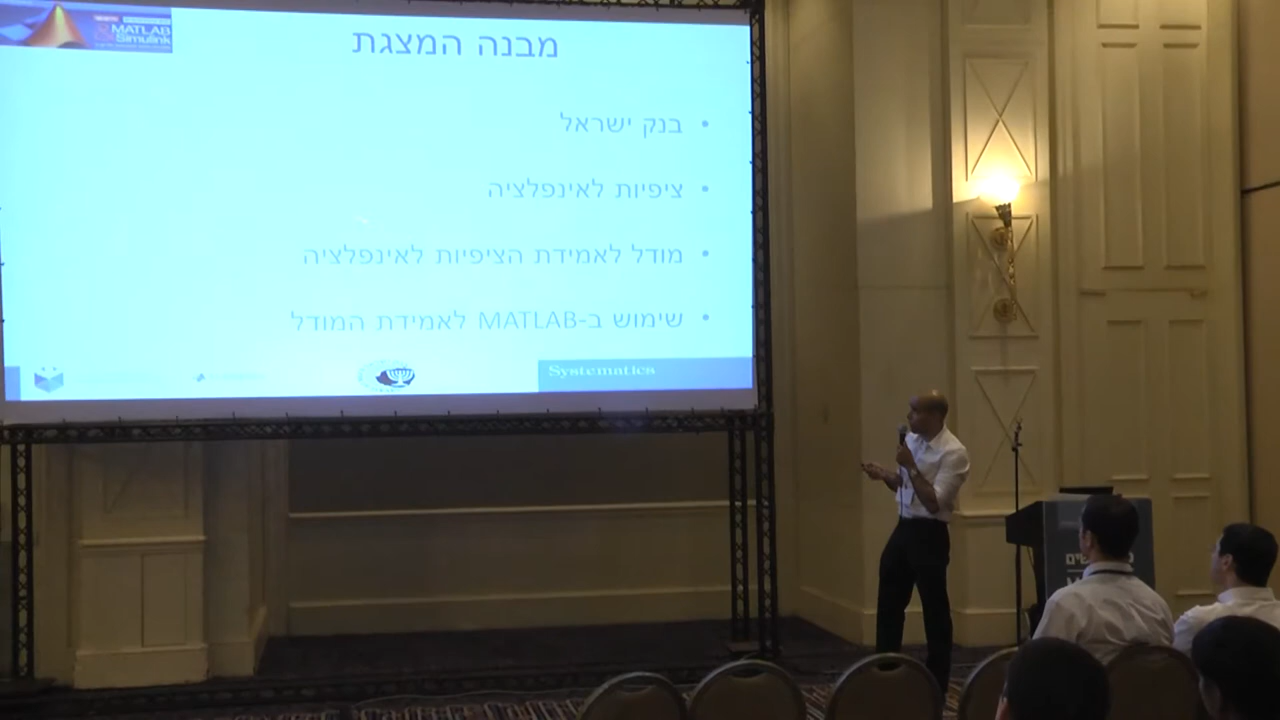 MATLAB
& Simulink
מבנה המצגת
• בנק ישראל
• ציפיות לאינפלציה
• מודל לאמידת הציפיות לאינפלציה
• שימוש ב-MATLAB לאמידת המודל
Systematics